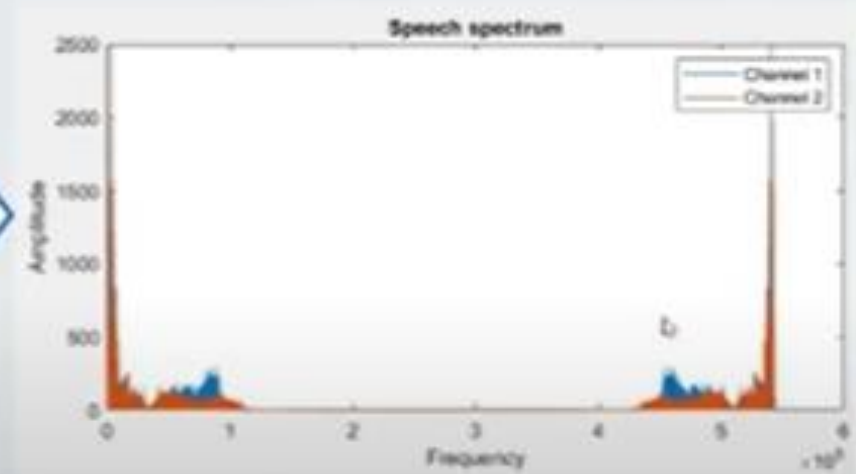 Speech spectrum
Channel 1
Channel 2
Amplitude
2500
2000
1500
1000
500
0
0 1 2 3 4 5 6
Frequency